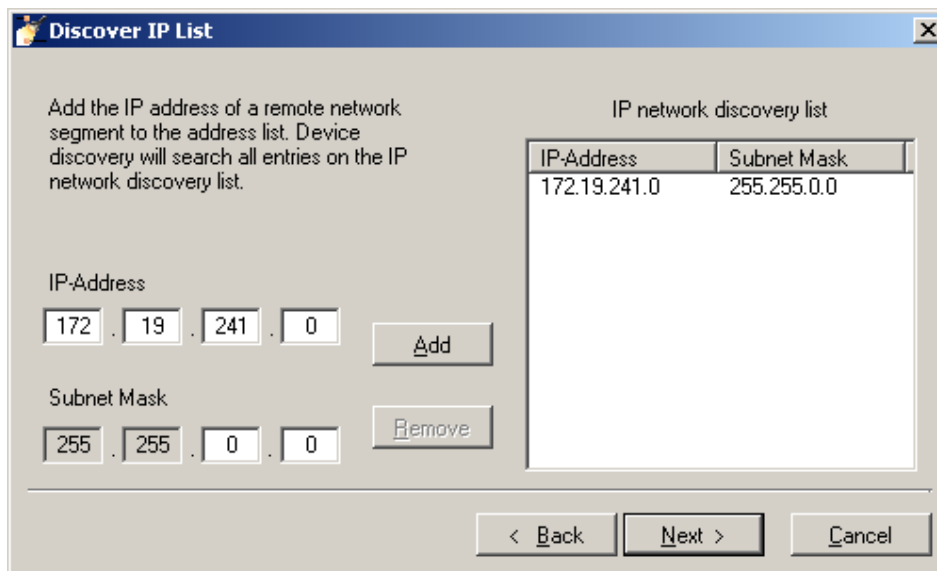 Discover IP List
Add the IP address of a remote network
segment to the address list. Device
discovery will search all entries on the IP
network discovery list.
IP network discovery list
IP-Address Subnet Mask
172.19.241.0 255.255.0.0
IP-Address
172 . 19 . 241 . 0
Add
Subnet Mask
255 . 255 . 0 . 0
Remove
< Back Next > Cancel